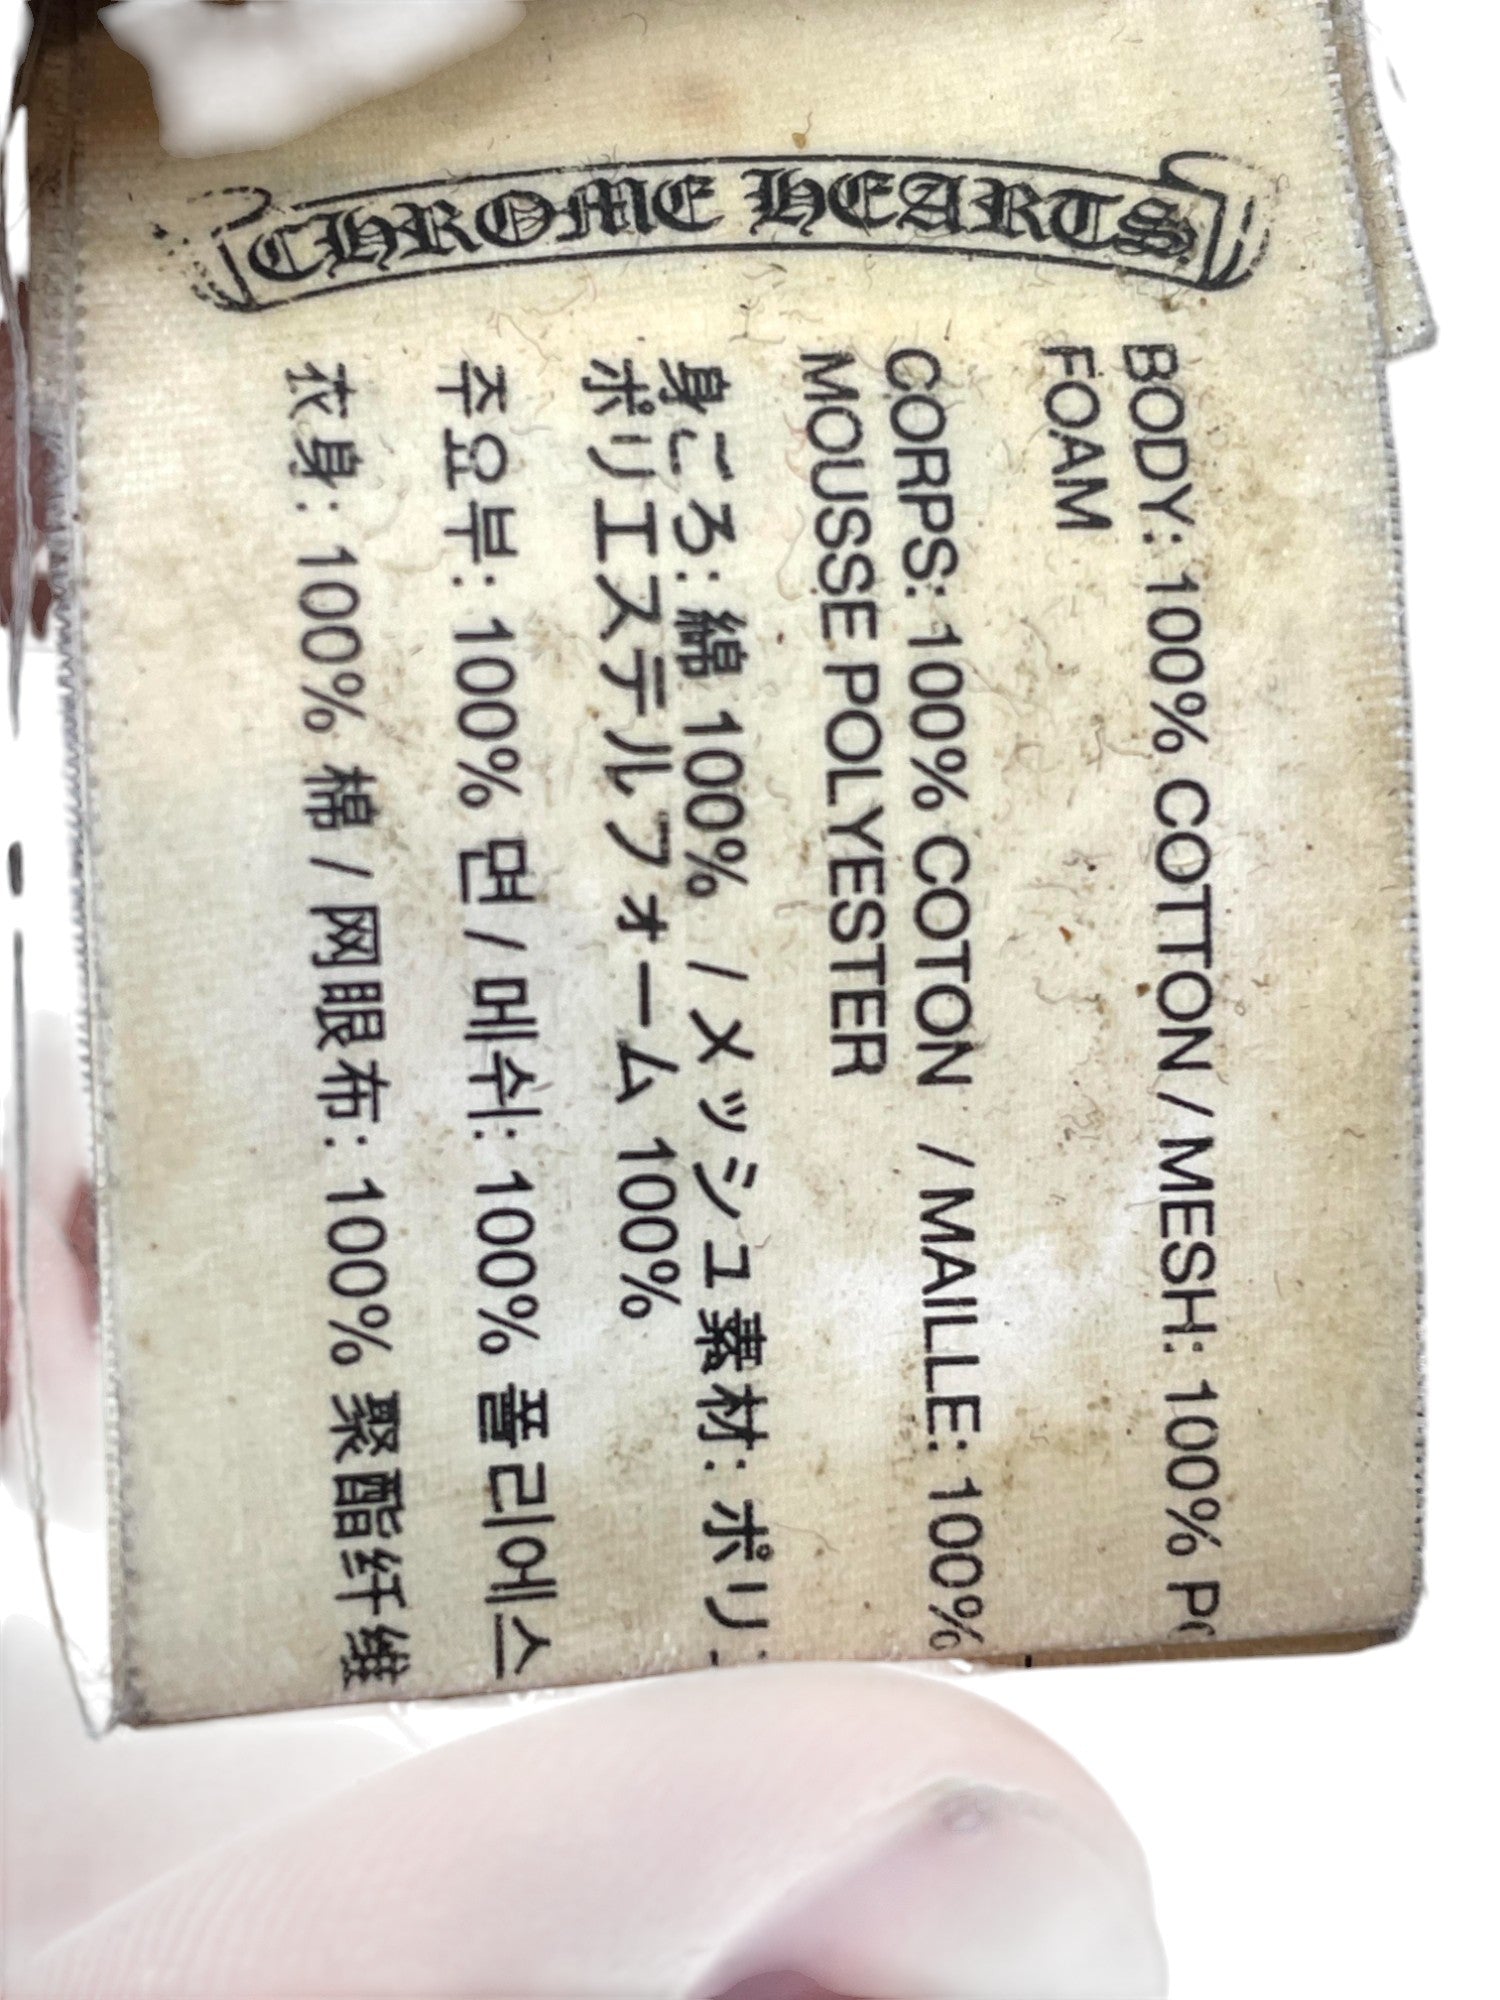 CHROME HEARTS
BODY: 100% COTTON / MESH: 100%
FOAM
CORPS: 100% COTON / MAILLE: 100%
MOUSSE POLYESTER
身ごろ: 綿 100% / メッシュ素材: ポリ
ポリエステルフォーム 100%
주요부: 100% 면 / 메쉬: 100% 폴리에스
衣身: 100% 棉 / 网眼布: 100% 聚酯纤维